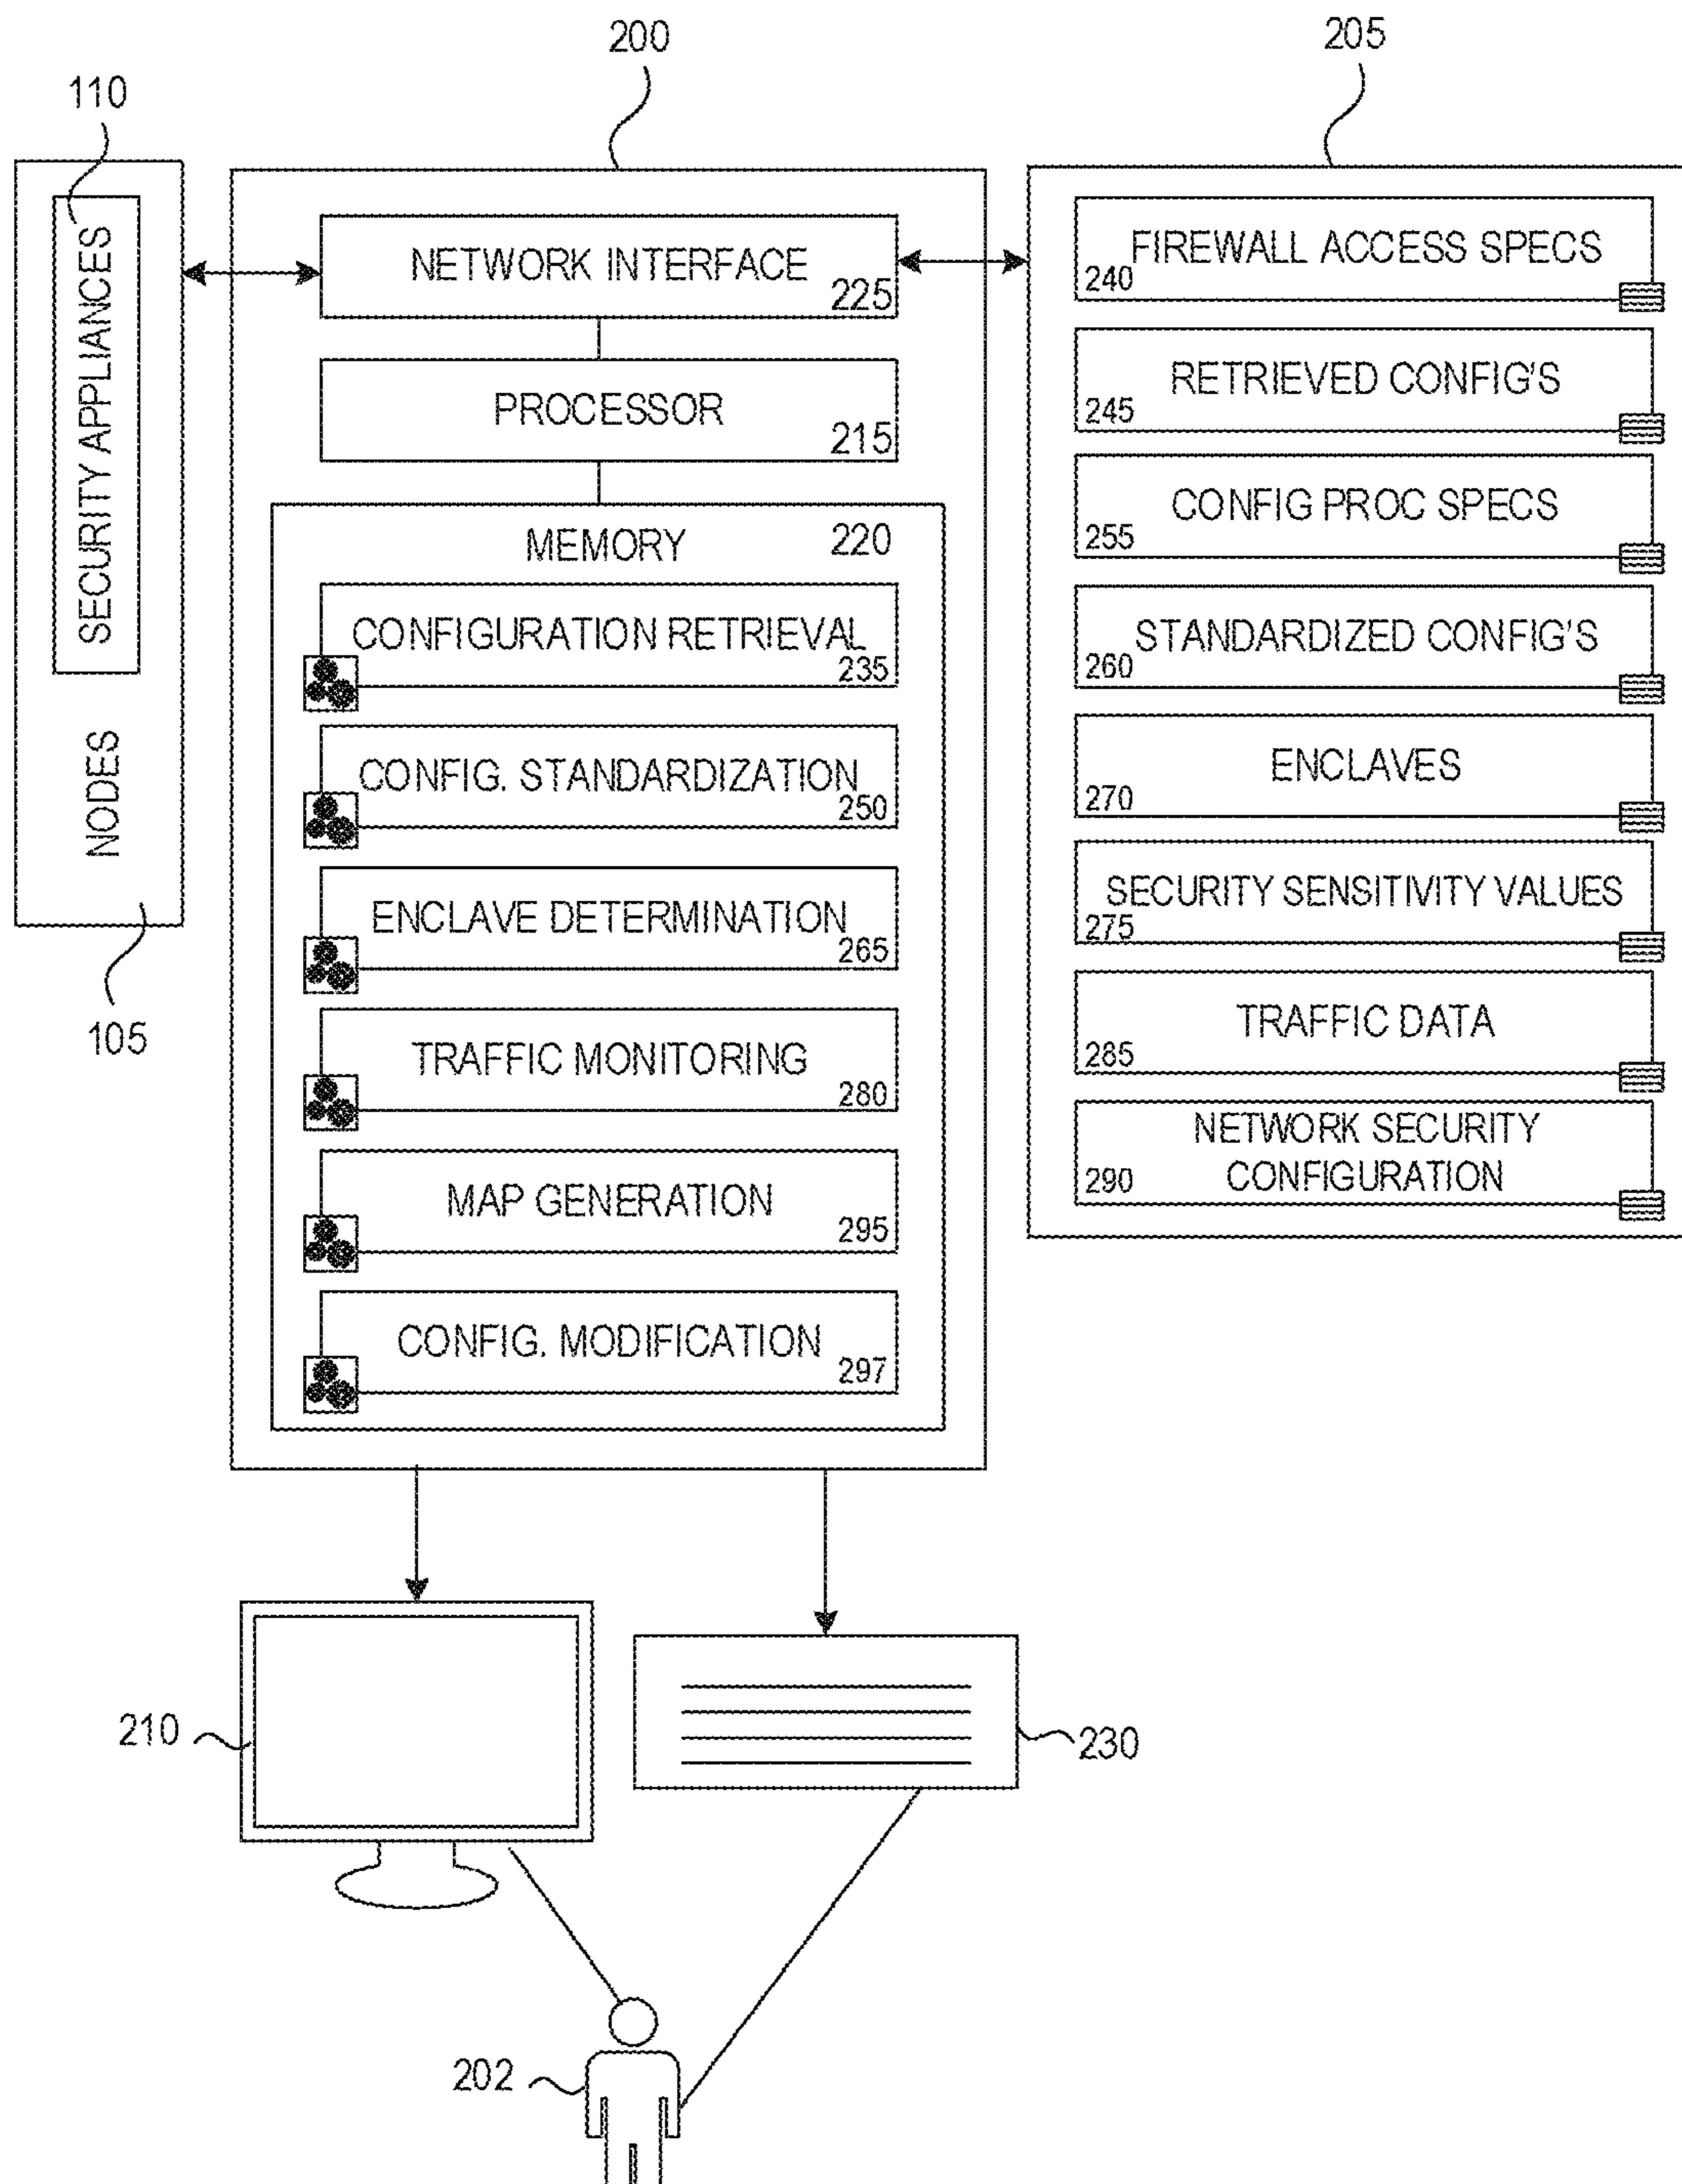 200
205
110
SECURITY APPLIANCES
NODES
105
NETWORK INTERFACE
225
PROCESSOR
215
MEMORY 220
CONFIGURATION RETRIEVAL
235
CONFIG. STANDARDIZATION
250
ENCLAVE DETERMINATION
265
TRAFFIC MONITORING
280
MAP GENERATION
295
CONFIG. MODIFICATION
297
FIREWALL ACCESS SPECS
240
RETRIEVED CONFIG'S
245
CONFIG PROC SPECS
255
STANDARDIZED CONFIG'S
260
ENCLAVES
270
SECURITY SENSITIVITY VALUES
275
TRAFFIC DATA
285
NETWORK SECURITY
CONFIGURATION
290
210
230
202